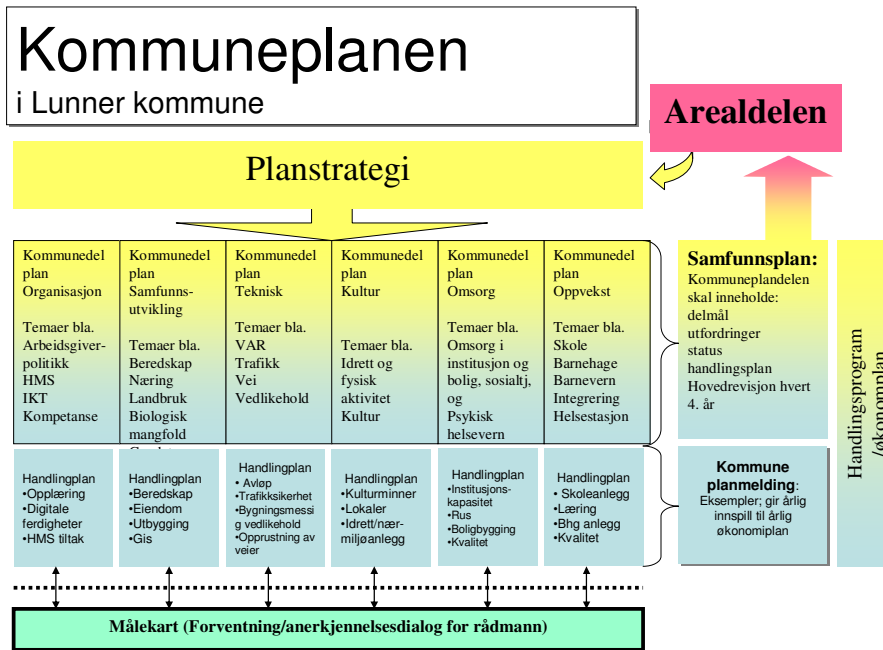 Kommuneplanen
i Lunner kommune
Arealdelen
Planstrategi
Kommunedel
plan
Organisasjon
Temaer bla.
Arbeidsgiver-
politikk
HMS
IKT
Kompetanse
Kommunedel
plan
Samfunns-
utvikling
Temaer bla.
Beredskap
Næring
Landbruk
Biologisk
mangfold
Kommunedel
plan
Teknisk
Temaer bla.
VAR
Trafikk
Vei
Vedlikehold
Kommunedel
plan
Kultur
Temaer bla.
Idrett og
fysisk
aktivitet
Kultur
Kommunedel
plan
Omsorg
Temaer bla.
Omsorg i
institusjon og
bolig, sosialtj,
og
Psykisk
helsevern
Kommunedel
plan
Oppvekst
Temaer bla.
Skole
Barnehage
Barnevern
Integrering
Helsestasjon
Samfunnsplan:
Kommuneplandelen
skal inneholde:
delmål
utfordringer
status
handlingsplan
Hovedrevisjon hvert
4. år
Handlingsprogram
/økonomplan
Handlingplan
•Opplæring
•Digitale
ferdigheter
•HMS tiltak
Handlingplan
•Beredskap
•Eiendom
•Utbygging
•Gis
Handlingplan
• Avløp
•Trafikksikerhet
•Bygningsmessi
g vedlikehold
•Opprustning av
veier
Handlingplan
•Kulturminner
•Lokaler
•Idrett/nær-
miljøanlegg
Handlingplan
•Institusjons-
kapasitet
•Rus
•Boligbygging
•Kvalitet
Handlingplan
• Skoleanlegg
•Læring
•Bhg anlegg
•Kvalitet
Kommune
planmelding:
Eksempler; gir årlig
innspill til årlig
økonomiplan
Målekart (Forventning/anerkjennelsesdialog for rådmann)